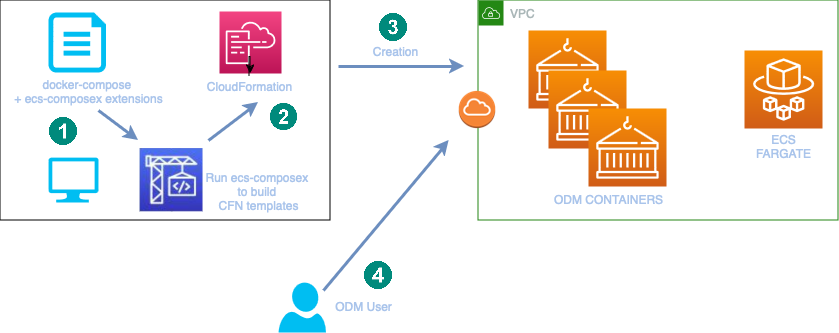 docker-compose
+ ecs-composex extensions
1
CloudFormation
2
Run ecs-composex
to build
CFN templates
3
Creation
VPC
ODM CONTAINERS
ECS
FARGATE
4
ODM User